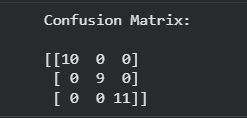 Confusion Matrix:
[[10  0  0]
 [ 0  9  0]
 [ 0  0 11]]